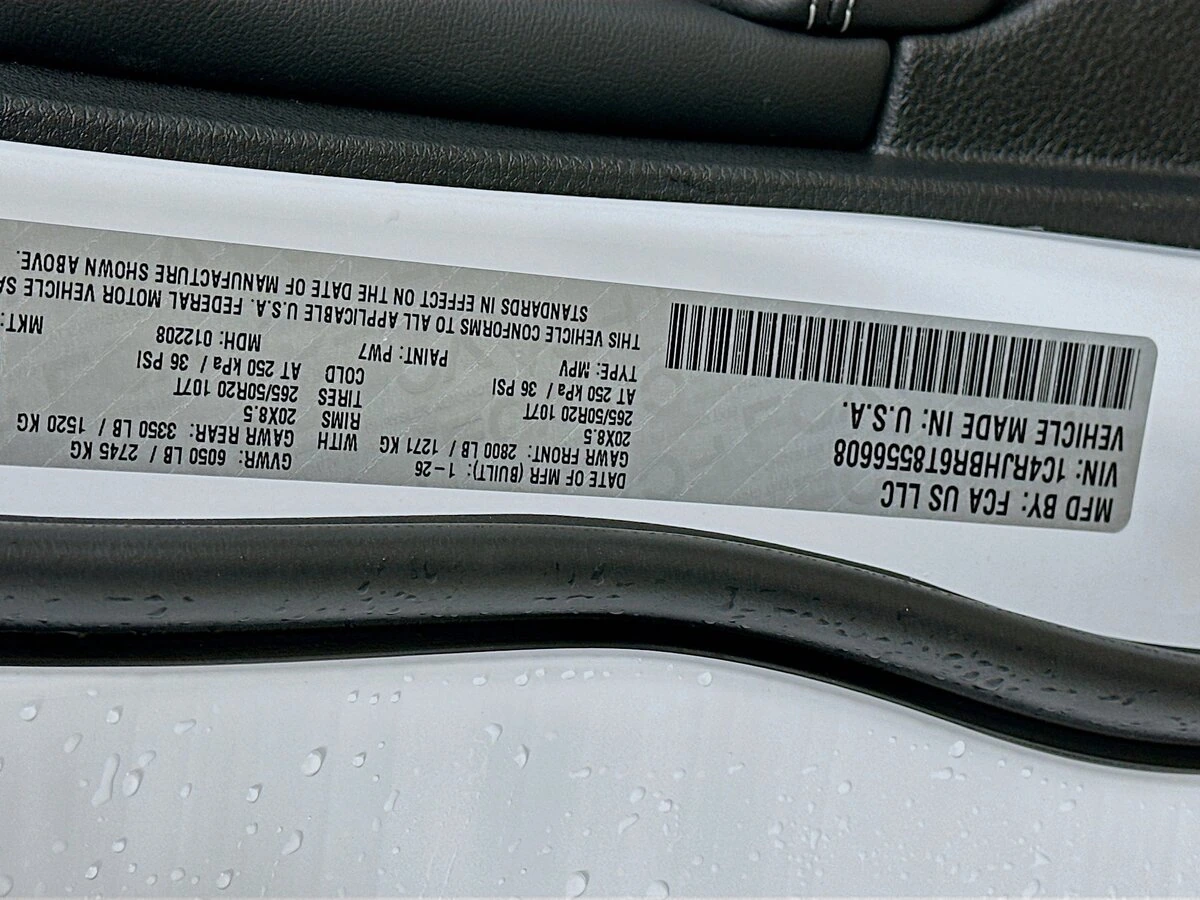 MFD BY: FCA US LLC
VIN: 1C4RJHBR6T8556608
VEHICLE MADE IN: U.S.A.
DATE OF MFR (BUILT): 1-26 GVWR: 6050 LB / 2745 KG
GAWR FRONT: 2800 LB / 1271 KG WITH GAWR REAR: 3350 LB / 1520 KG
20X8.5 RIMS 20X8.5
265/50R20 107T TIRES 265/50R20 107T
AT 250 kPa / 36 PSI COLD AT 250 kPa / 36 PSI
TYPE: MPV PAINT: PW7 MDH: 012208 MKT:
THIS VEHICLE CONFORMS TO ALL APPLICABLE U.S.A. FEDERAL MOTOR VEHICLE SA
STANDARDS IN EFFECT ON THE DATE OF MANUFACTURE SHOWN ABOVE.